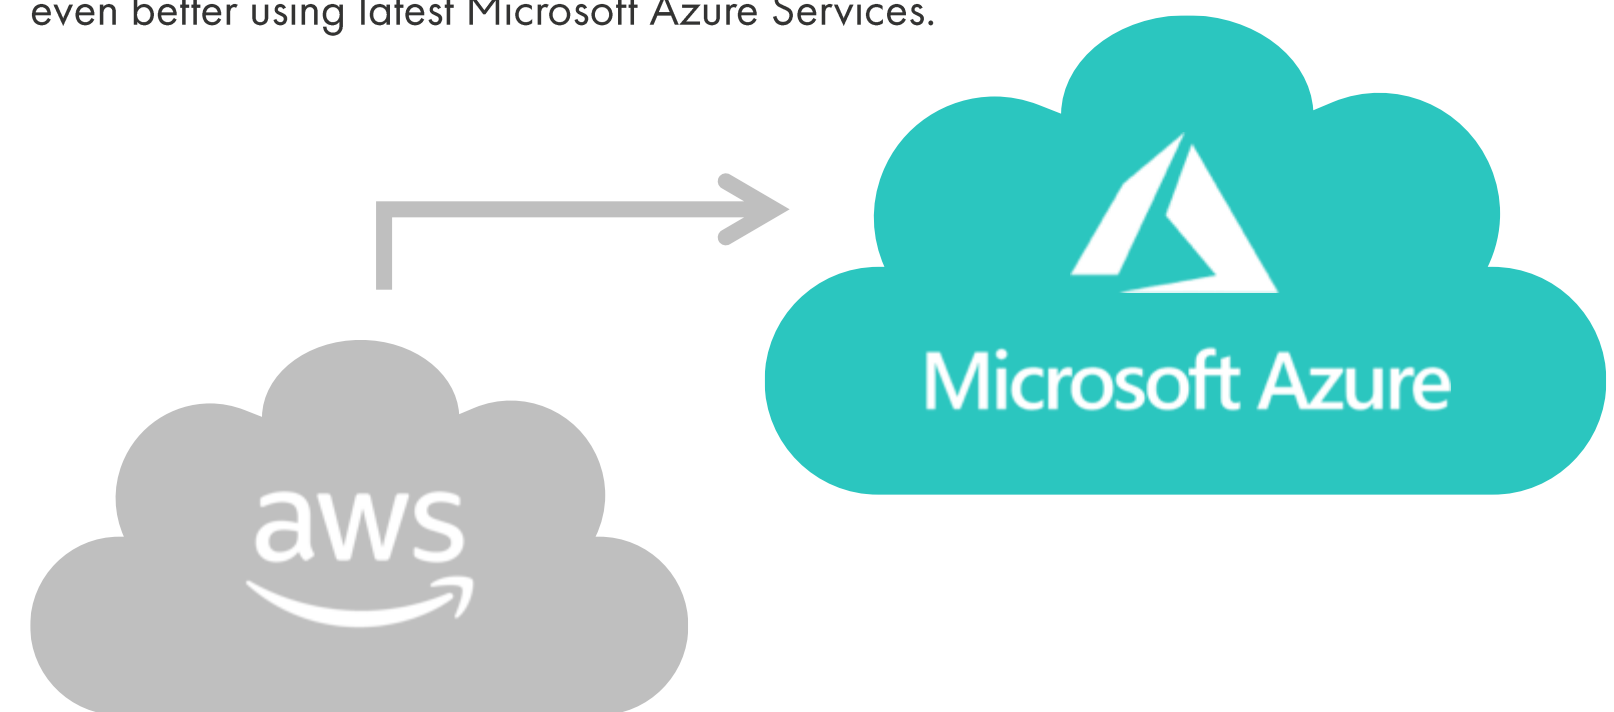 even better using latest Microsoft Azure Services.
Microsoft Azure
aws